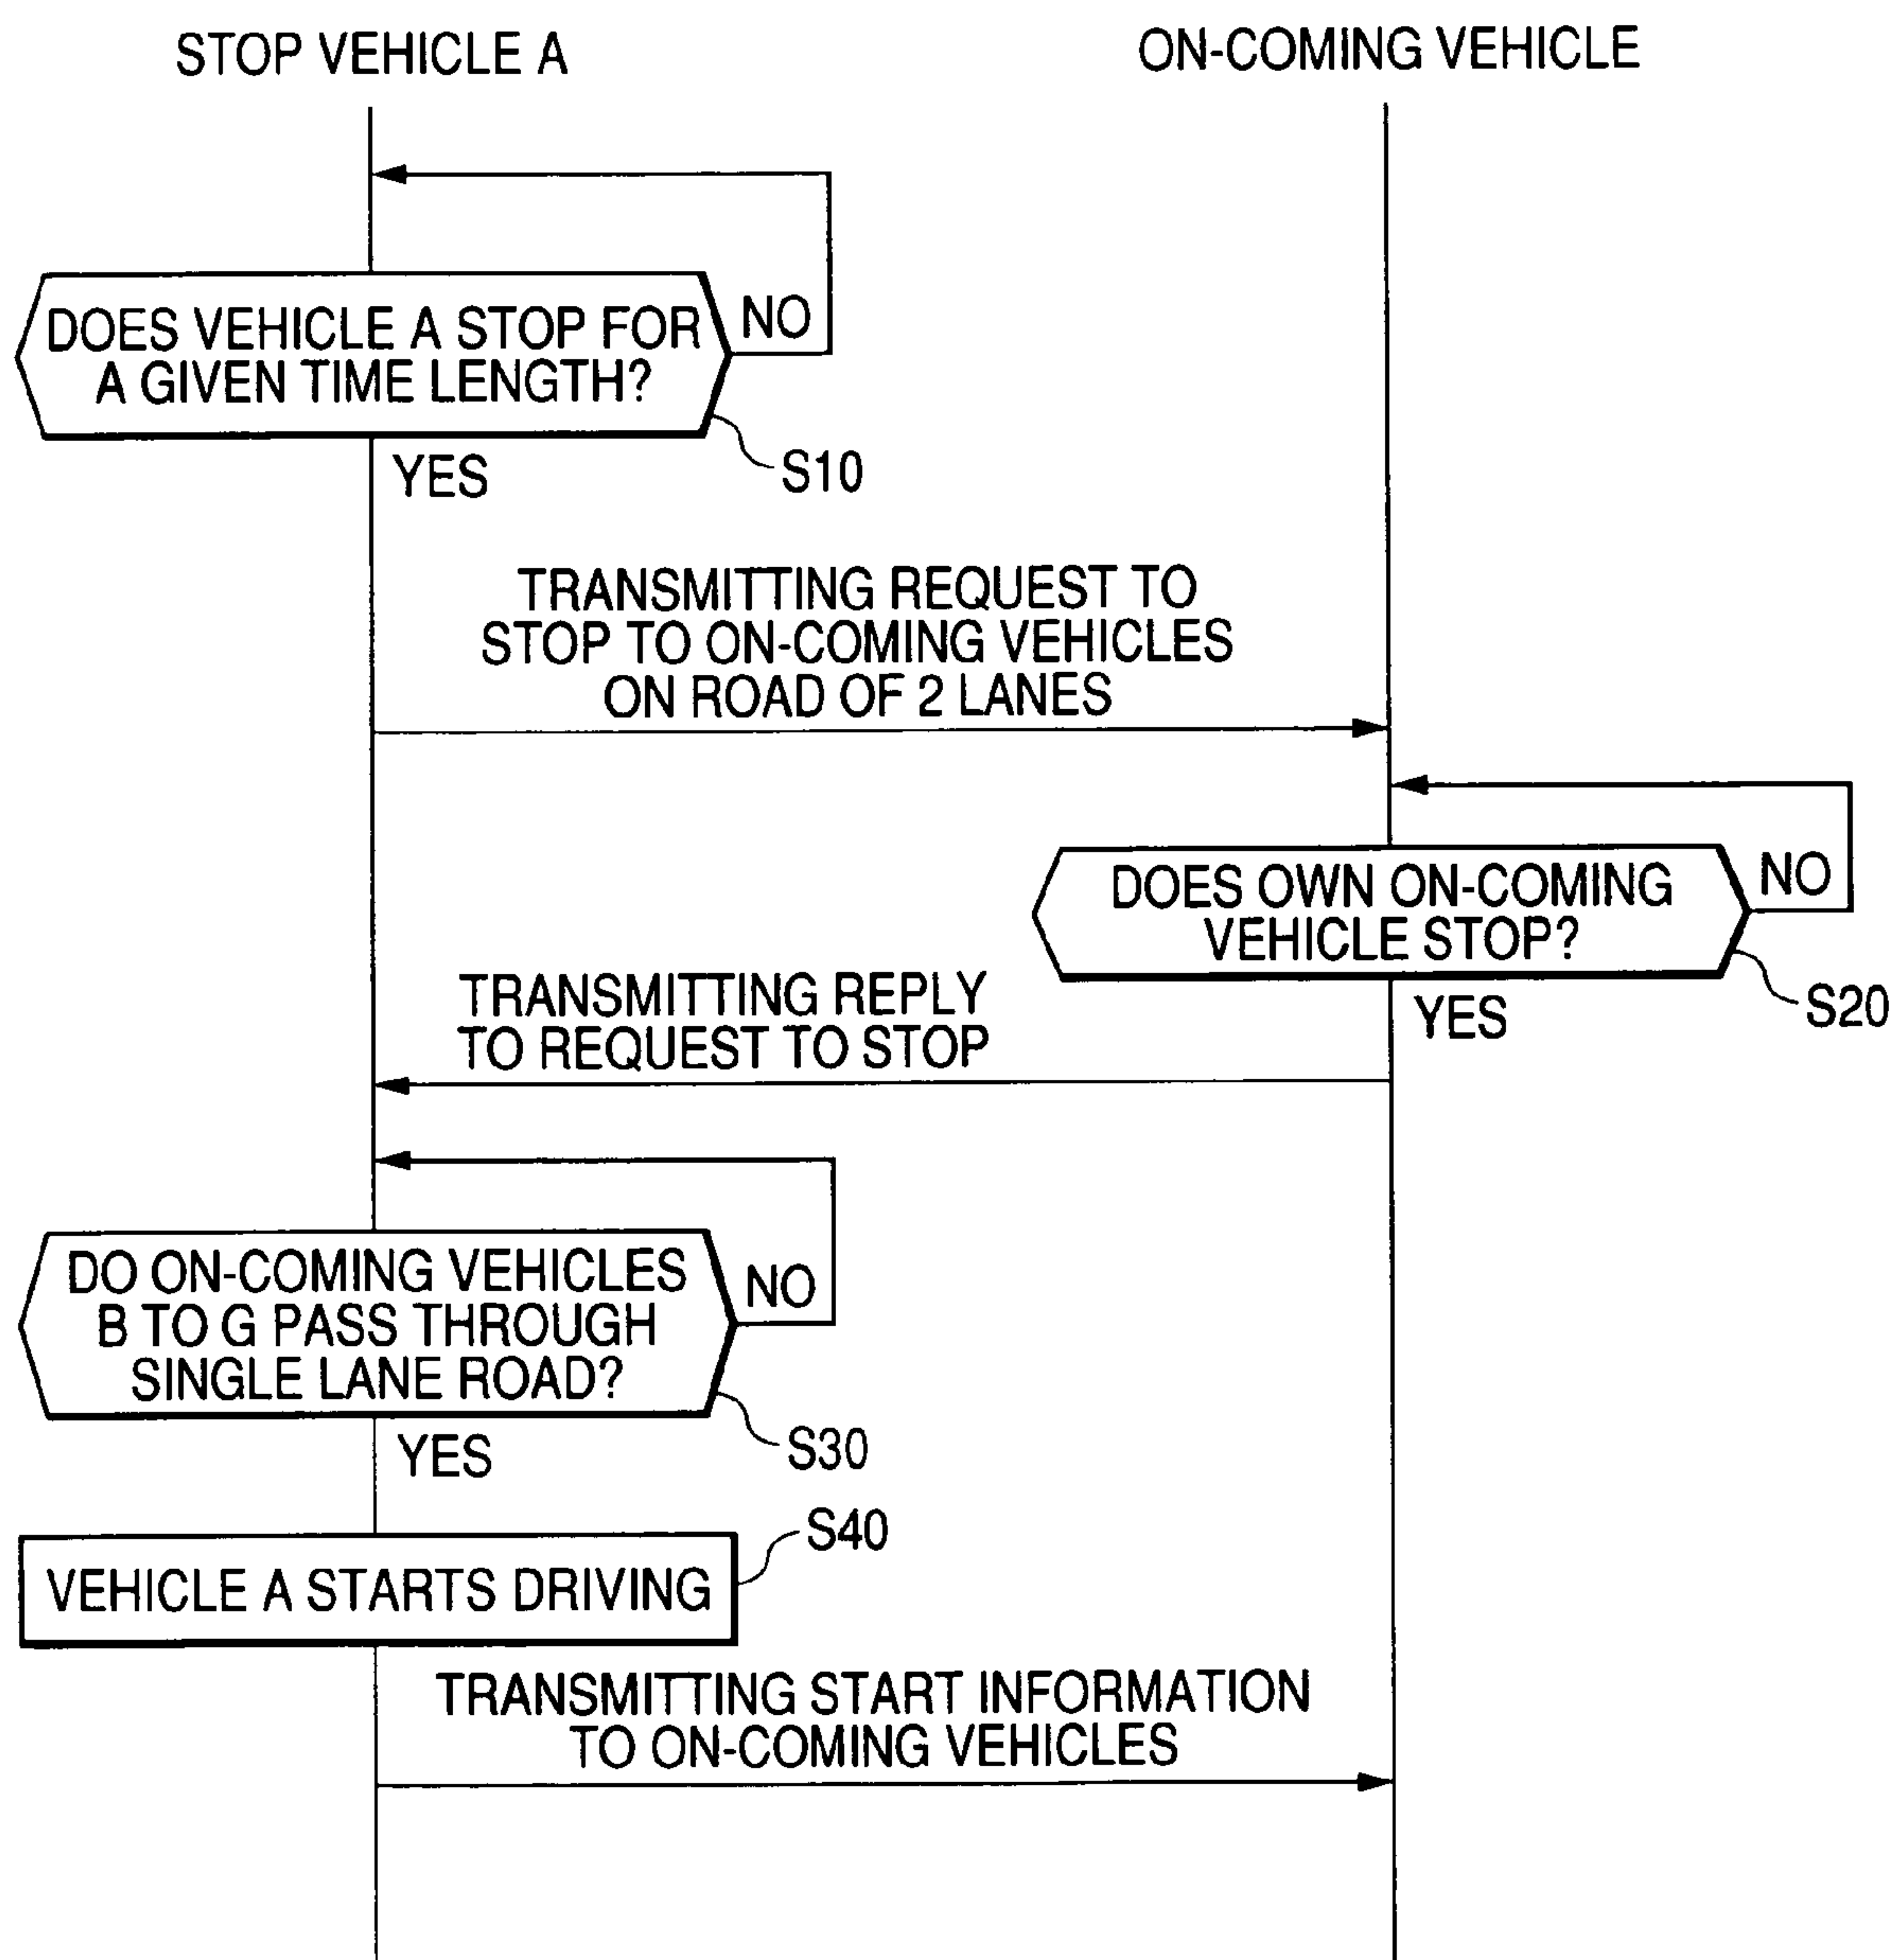 STOP VEHICLE A
ON-COMING VEHICLE
DOES VEHICLE A STOP FOR
A GIVEN TIME LENGTH?
NO
S10
YES
TRANSMITTING REQUEST TO
STOP TO ON-COMING VEHICLES
ON ROAD OF 2 LANES
DOES OWN ON-COMING
VEHICLE STOP?
NO
S20
YES
TRANSMITTING REPLY
TO REQUEST TO STOP
DO ON-COMING VEHICLES
B TO G PASS THROUGH
SINGLE LANE ROAD?
NO
S30
YES
S40
VEHICLE A STARTS DRIVING
TRANSMITTING START INFORMATION
TO ON-COMING VEHICLES